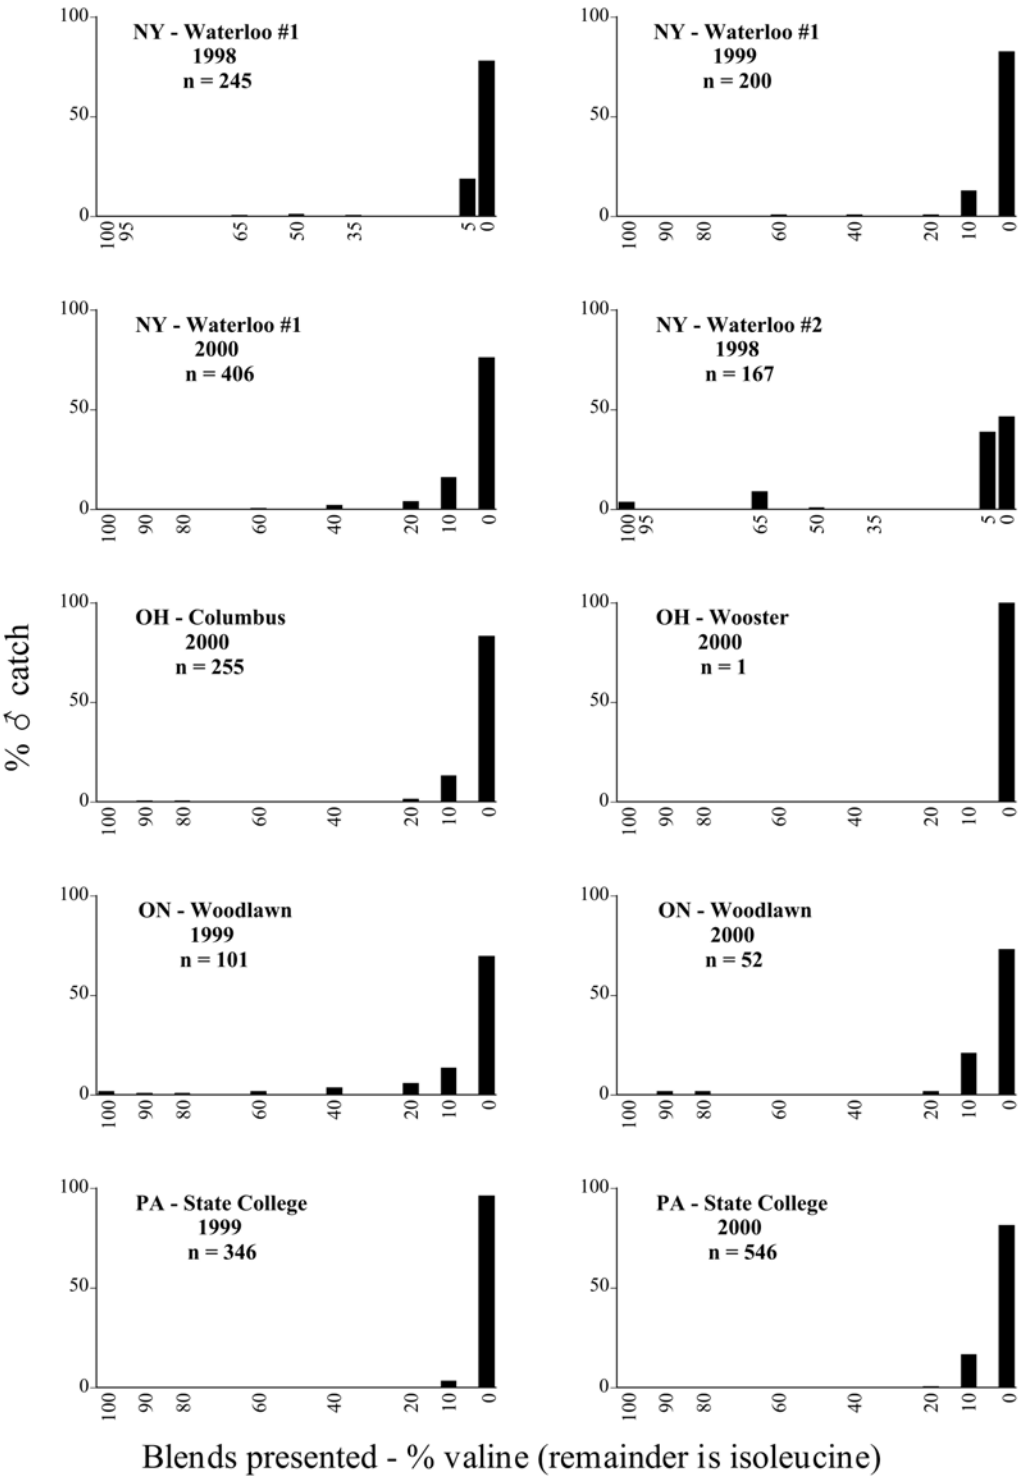 100
50
0
NY - Waterloo #1
1998
n = 245
100 95 65 50 35 5 0
100
50
0
NY - Waterloo #1
1999
n = 200
100 90 80 60 40 20 10 0
100
50
0
NY - Waterloo #1
2000
n = 406
100 90 80 60 40 20 10 0
100
50
0
NY - Waterloo #2
1998
n = 167
100 95 65 50 35 5 0
% ♂ catch
100
50
0
OH - Columbus
2000
n = 255
100 90 80 60 40 20 10 0
100
50
0
OH - Wooster
2000
n = 1
100 90 80 60 40 20 10 0
100
50
0
ON - Woodlawn
1999
n = 101
100 90 80 60 40 20 10 0
100
50
0
ON - Woodlawn
2000
n = 52
100 90 80 60 40 20 10 0
100
50
0
PA - State College
1999
n = 346
100 90 80 60 40 20 10 0
100
50
0
PA - State College
2000
n = 546
100 90 80 60 40 20 10 0
Blends presented - % valine (remainder is isoleucine)